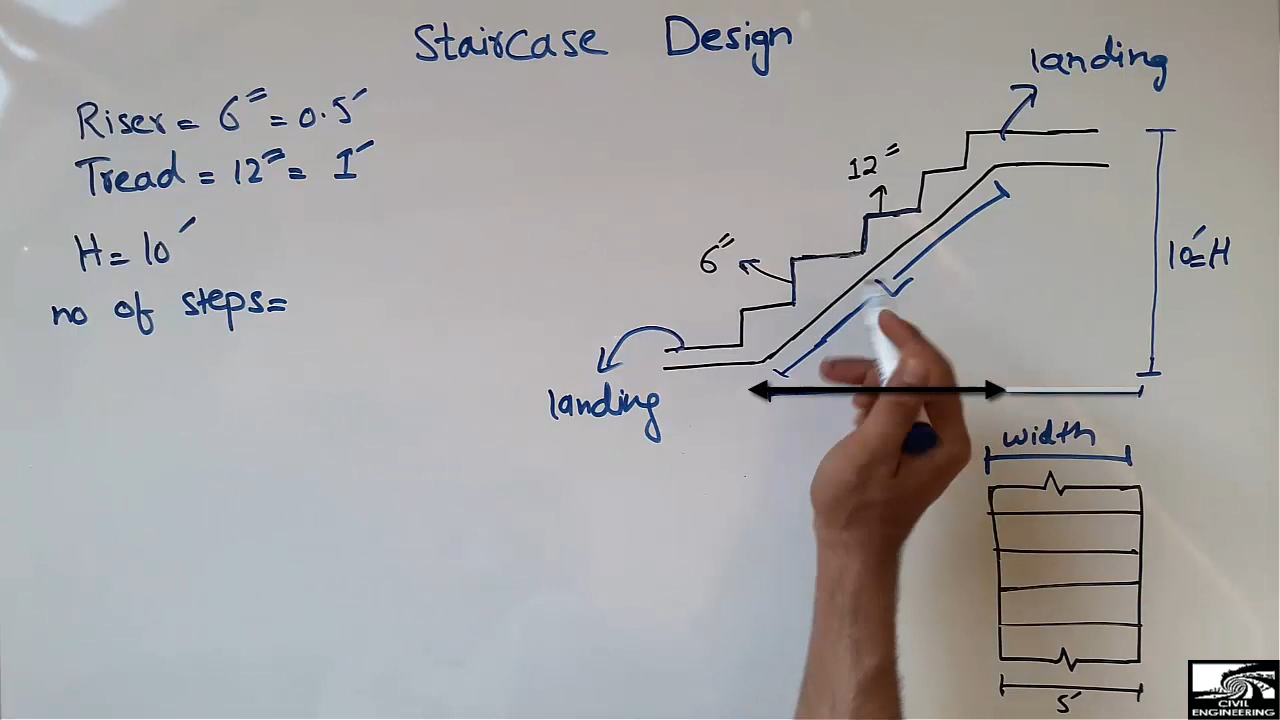 Staircase Design
Riser = 6" = 0.5'
Tread = 12" = 1'
H = 10'
no of steps=
landing
12"
6"
10'=H
landing
width
5'
CIVIL
ENGINEERING